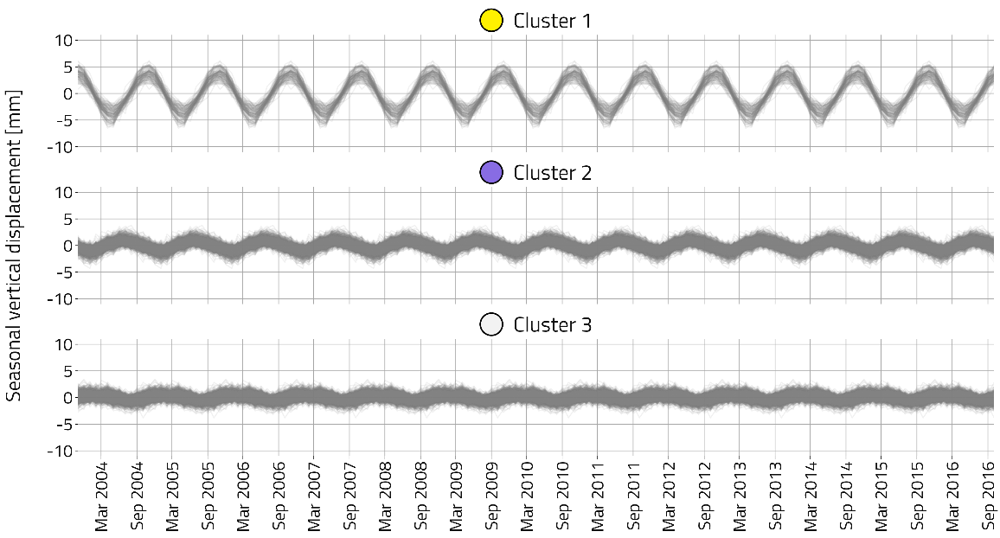 Cluster 1
10
5
0
-5
-10
Cluster 2
10
5
0
-5
-10
Cluster 3
10
5
0
-5
-10
Seasonal vertical displacement [mm]
Mar 2004
Sep 2004
Mar 2005
Sep 2005
Mar 2006
Sep 2006
Mar 2007
Sep 2007
Mar 2008
Sep 2008
Mar 2009
Sep 2009
Mar 2010
Sep 2010
Mar 2011
Sep 2011
Mar 2012
Sep 2012
Mar 2013
Sep 2013
Mar 2014
Sep 2014
Mar 2015
Sep 2015
Mar 2016
Sep 2016